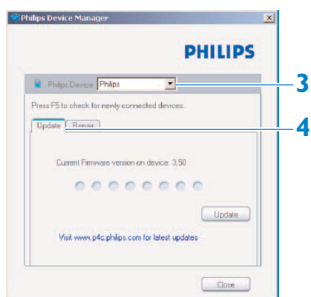 Philips Device Manager
PHILIPS
Philips Device Philips
3
Press F5 to check for newly connected devices.
Update Repair
4
Current Firmware version on device: 3.50
Update
Visit www.p4c.philips.com for latest updates
Close